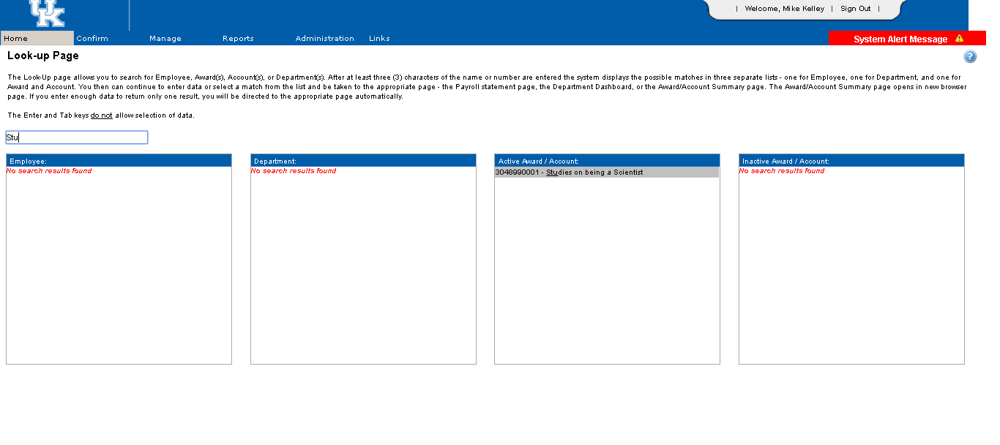 UK
| Welcome, Mike Kelley | Sign Out |
Home Confirm Manage Reports Administration Links System Alert Message
Look-up Page
?
The Look-Up page allows you to search for Employee, Award(s), Account(s), or Department(s). After at least three (3) characters of the name or number are entered the system displays the possible matches in three separate lists - one for Employee, one for Department, and one for
Award and Account. You then can continue to enter data or select a match from the list and be taken to the appropriate page - the Payroll statement page, the Department Dashboard, or the Award/Account Summary page. The Award/Account Summary page opens in new browser
page. If you enter enough data to return only one result, you will be directed to the appropriate page automatically.
The Enter and Tab keys do not allow selection of data.
Stu
Employee: Department: Active Award / Account: Inactive Award / Account:
No search results found No search results found 3048990001 - Studies on being a Scientist No search results found